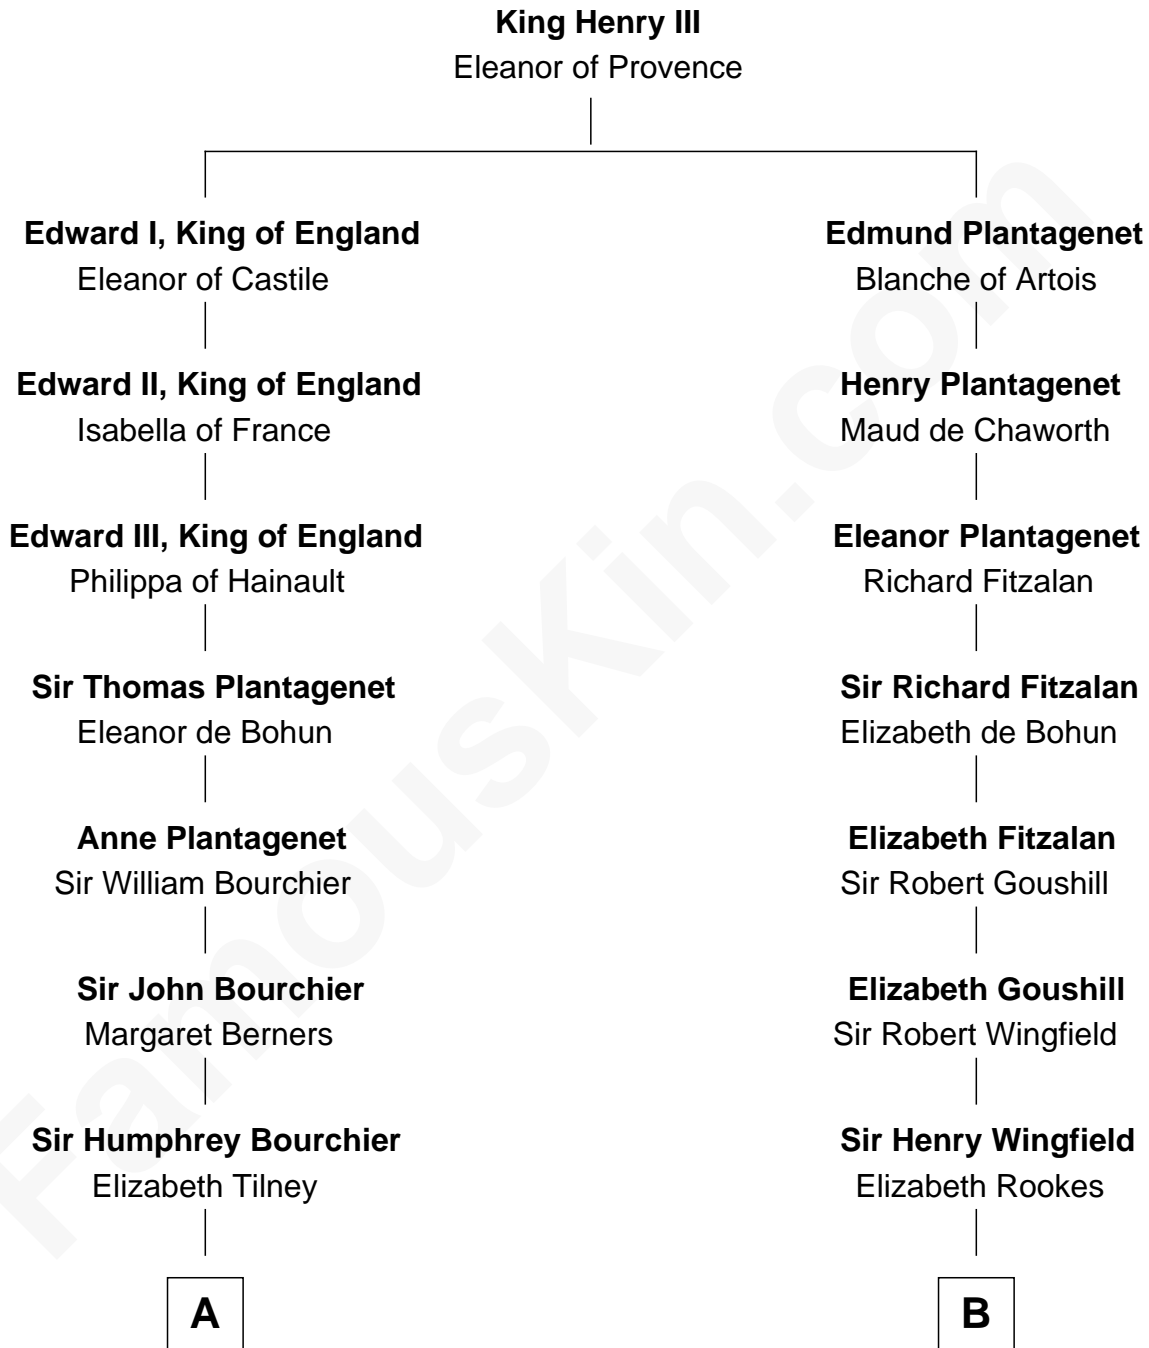 King Henry III
Eleanor of Provence
Edward I, King of England
Eleanor of Castile
Edmund Plantagenet
Blanche of Artois
Edward II, King of England
Isabella of France
Henry Plantagenet
Maud de Chaworth
Edward III, King of England
Philippa of Hainault
Eleanor Plantagenet
Richard Fitzalan
Sir Thomas Plantagenet
Eleanor de Bohun
Sir Richard Fitzalan
Elizabeth de Bohun
Anne Plantagenet
Sir William Bourchier
Elizabeth Fitzalan
Sir Robert Goushill
Sir John Bourchier
Margaret Berners
Elizabeth Goushill
Sir Robert Wingfield
Sir Humphrey Bourchier
Elizabeth Tilney
Sir Henry Wingfield
Elizabeth Rookes
A
B
FamousKin.com